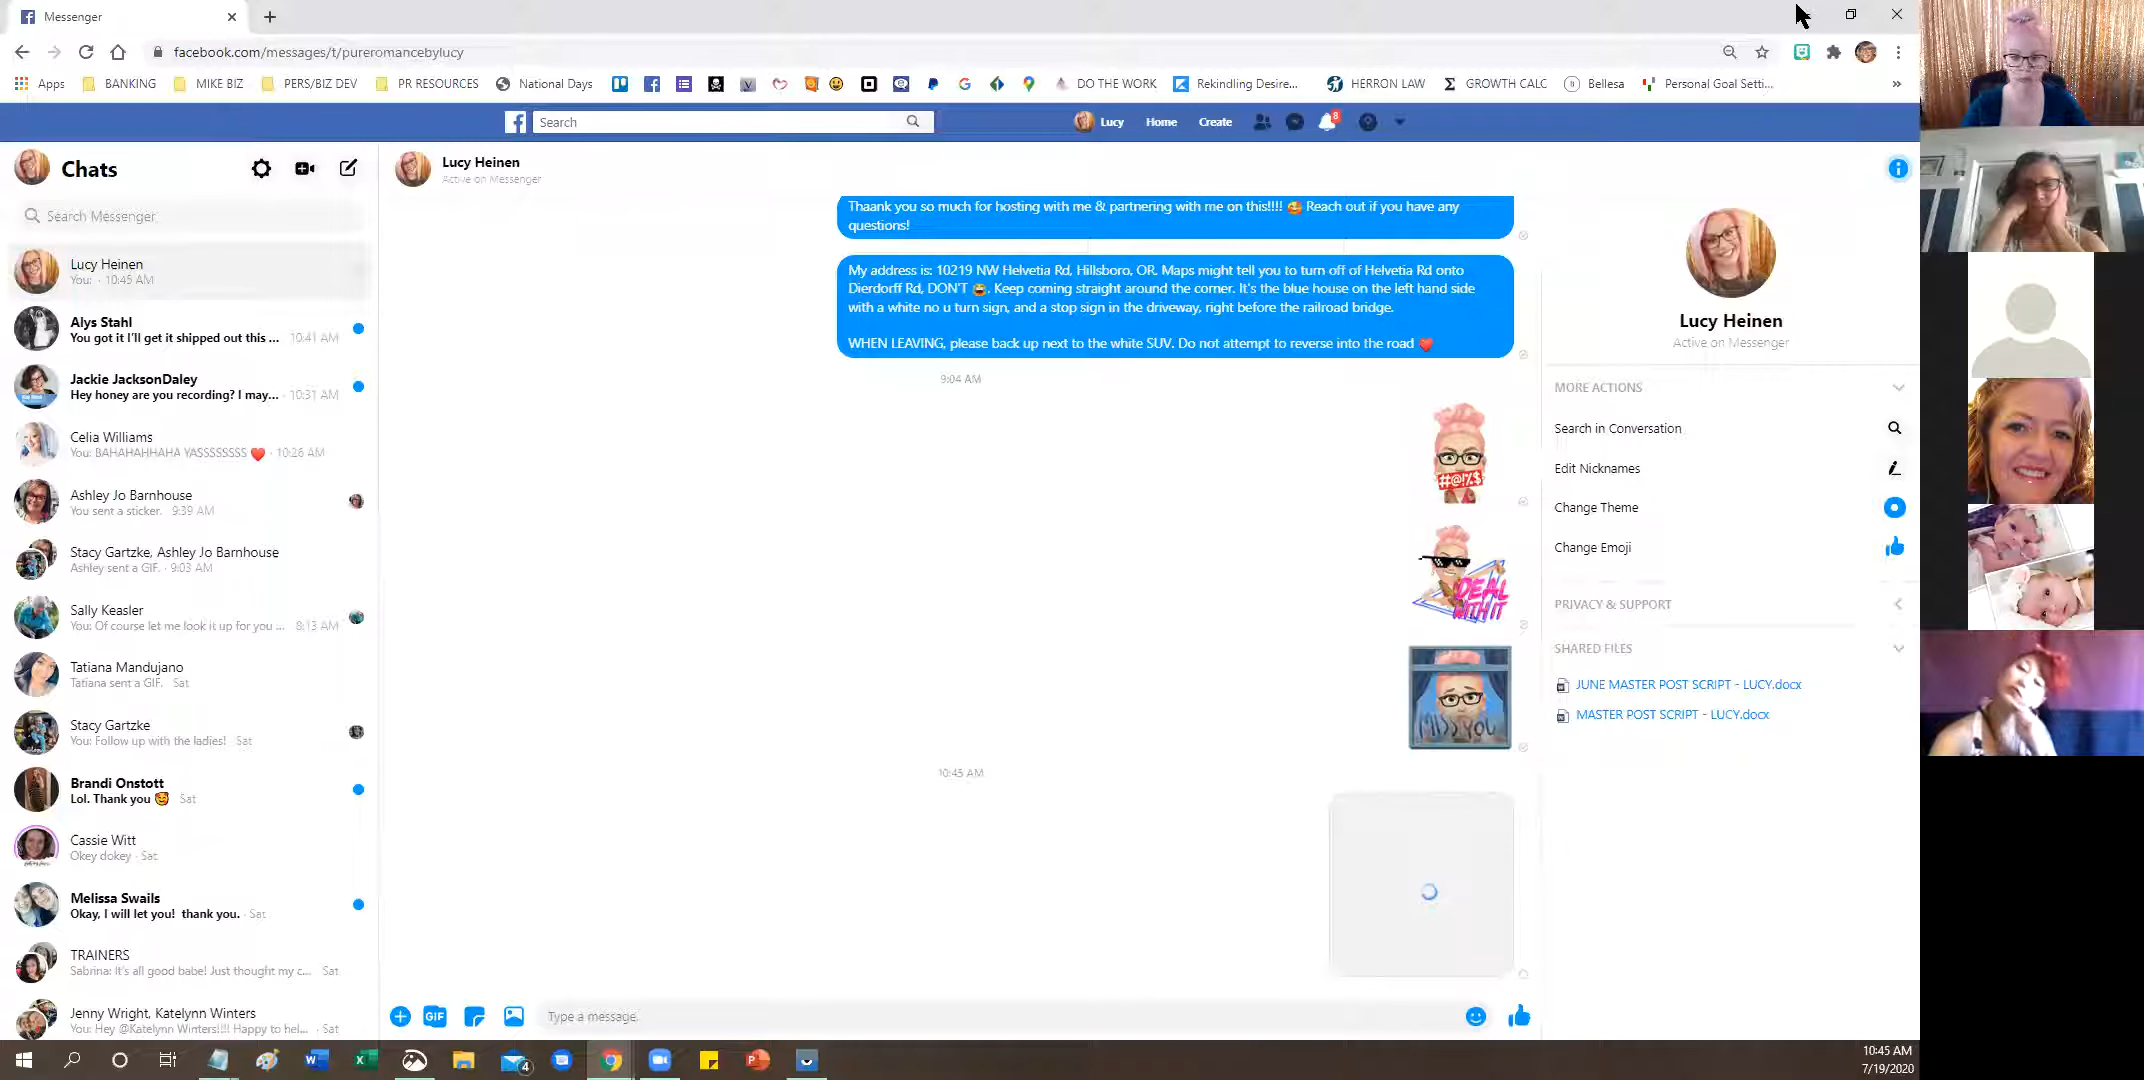 Messenger
facebook.com/messages/t/pureromancebylucy
Apps
BANKING
MIKE BIZ
PERS/BIZ DEV
PR RESOURCES
National Days
DO THE WORK
Rekindling Desire...
HERRON LAW
GROWTH CALC
Bellesa
Personal Goal Setti...
Search
Lucy
Home
Create
8
Chats
Search Messenger
Lucy Heinen
You: · 10:45 AM
Alys Stahl
You got it I'll get it shipped out this ... 10:41 AM
Jackie JacksonDaley
Hey honey are you recording? I may... · 10:31 AM
Celia Williams
You: BAHAHAHHAHA YASSSSSSSS ❤️ · 10:26 AM
Ashley Jo Barnhouse
You sent a sticker. · 9:39 AM
Stacy Gartzke, Ashley Jo Barnhouse
Ashley sent a GIF. · 9:03 AM
Sally Keasler
You: Of course let me look it up for you ... · 8:13 AM
Tatiana Mandujano
Tatiana sent a GIF. · Sat
Stacy Gartzke
You: Follow up with the ladies! · Sat
Brandi Onstott
Lol. Thank you 🥰 · Sat
Cassie Witt
Okey dokey · Sat
Melissa Swails
Okay, I will let you! thank you. · Sat
TRAINERS
Sabrina: It's all good babe! Just thought my c... · Sat
Jenny Wright, Katelynn Winters
You: Hey @Katelynn Winters!!!! Happy to hel... · Sat
Lucy Heinen
Active on Messenger
Thaank you so much for hosting with me & partnering with me on this!!!! 🥰 Reach out if you have any
questions!
My address is: 10219 NW Helvetia Rd, Hillsboro, OR. Maps might tell you to turn off of Helvetia Rd onto
Dierdorff Rd, DON'T 😂. Keep coming straight around the corner. It's the blue house on the left hand side
with a white no u turn sign, and a stop sign in the driveway, right before the railroad bridge.
WHEN LEAVING, please back up next to the white SUV. Do not attempt to reverse into the road ❤️
9:04 AM
#@!%$
DEAL
WITH IT
MISS YOU
10:45 AM
GIF
Type a message.
Lucy Heinen
Active on Messenger
MORE ACTIONS
Search in Conversation
Edit Nicknames
Change Theme
Change Emoji
PRIVACY & SUPPORT
SHARED FILES
JUNE MASTER POST SCRIPT - LUCY.docx
MASTER POST SCRIPT - LUCY.docx
4
10:45 AM
7/19/2020